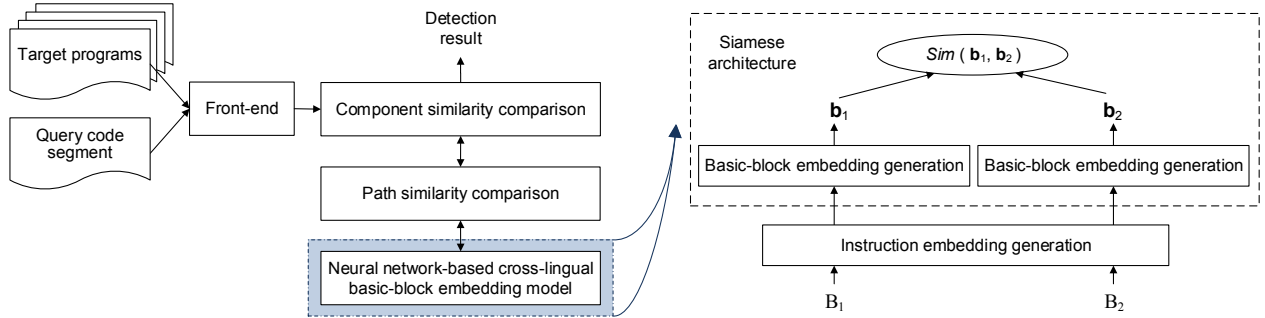 Target programs
Query code
segment
Front-end
Detection
result
Component similarity comparison
Path similarity comparison
Neural network-based cross-lingual
basic-block embedding model
Siamese
architecture
Sim ( b1, b2 )
b1
b2
Basic-block embedding generation
Basic-block embedding generation
Instruction embedding generation
B1
B2